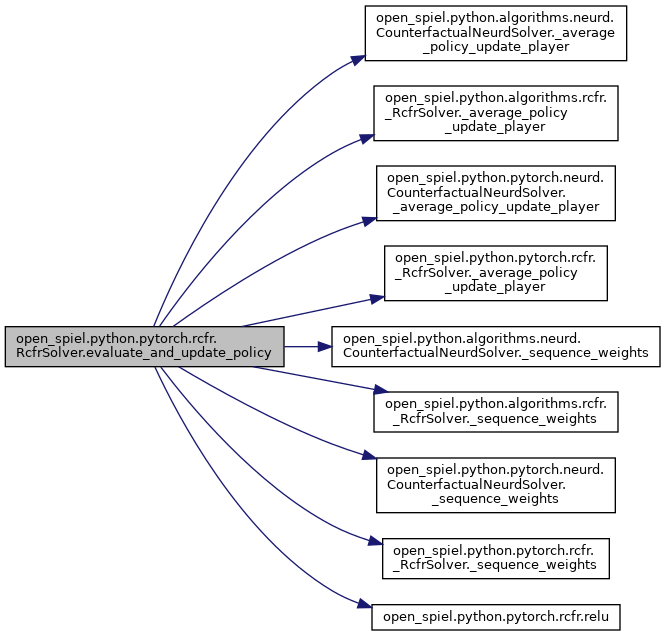 open_spiel.python.algorithms.neurd.
CounterfactualNeurdSolver._average
_policy_update_player
open_spiel.python.algorithms.rcfr.
_RcfrSolver._average_policy
_update_player
open_spiel.python.pytorch.neurd.
CounterfactualNeurdSolver.
_average_policy_update_player
open_spiel.python.pytorch.rcfr.
_RcfrSolver._average_policy
_update_player
open_spiel.python.pytorch.rcfr.
RcfrSolver.evaluate_and_update_policy
open_spiel.python.algorithms.neurd.
CounterfactualNeurdSolver._sequence_weights
open_spiel.python.algorithms.rcfr.
_RcfrSolver._sequence_weights
open_spiel.python.pytorch.neurd.
CounterfactualNeurdSolver.
_sequence_weights
open_spiel.python.pytorch.rcfr.
_RcfrSolver._sequence_weights
open_spiel.python.pytorch.rcfr.relu